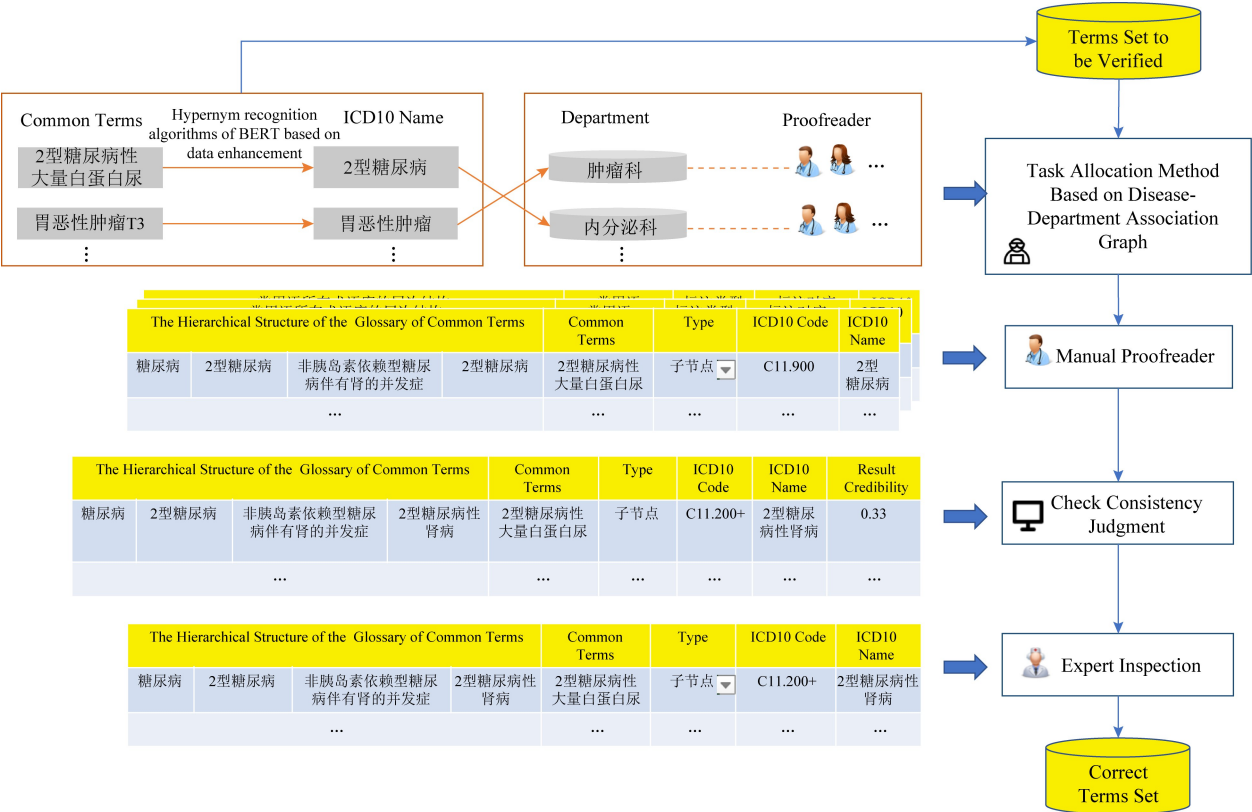 Terms Set to
be Verified
Common Terms
Hypernym recognition
algorithms of BERT based on
data enhancement
ICD10 Name
2型糖尿病性
大量白蛋白尿
2型糖尿病
胆恶性肿瘤T3
胆恶性肿瘤
⋮
⋮
Department
Proofreader
肿瘤科
...
内分泌科
...
⋮
Task Allocation Method
Based on Disease-
Department Association
Graph
The Hierarchical Structure of the Glossary of Common Terms
Common
Terms
Type
ICD10 Code
ICD10
Name
糖尿病
2型糖尿病
非胰岛素依赖型糖尿
病伴有肾的并发症
2型糖尿病
2型糖尿病性
大量白蛋白尿
子节点
C11.900
2型
糖尿病
...
...
...
...
...
Manual Proofreader
The Hierarchical Structure of the Glossary of Common Terms
Common
Terms
Type
ICD10
Code
ICD10
Name
Result
Credibility
糖尿病
2型糖尿病
非胰岛素依赖型糖尿
病伴有肾的并发症
2型糖尿病性
肾病
2型糖尿病性
大量白蛋白尿
子节点
C11.200+
2型糖尿
病性肾病
0.33
...
...
...
...
...
...
Check Consistency
Judgment
The Hierarchical Structure of the Glossary of Common Terms
Common
Terms
Type
ICD10 Code
ICD10
Name
糖尿病
2型糖尿病
非胰岛素依赖型糖尿
病伴有肾的并发症
2型糖尿病性
肾病
2型糖尿病性
大量白蛋白尿
子节点
C11.200+
2型糖尿病性
肾病
...
...
...
...
...
Expert Inspection
Correct
Terms Set